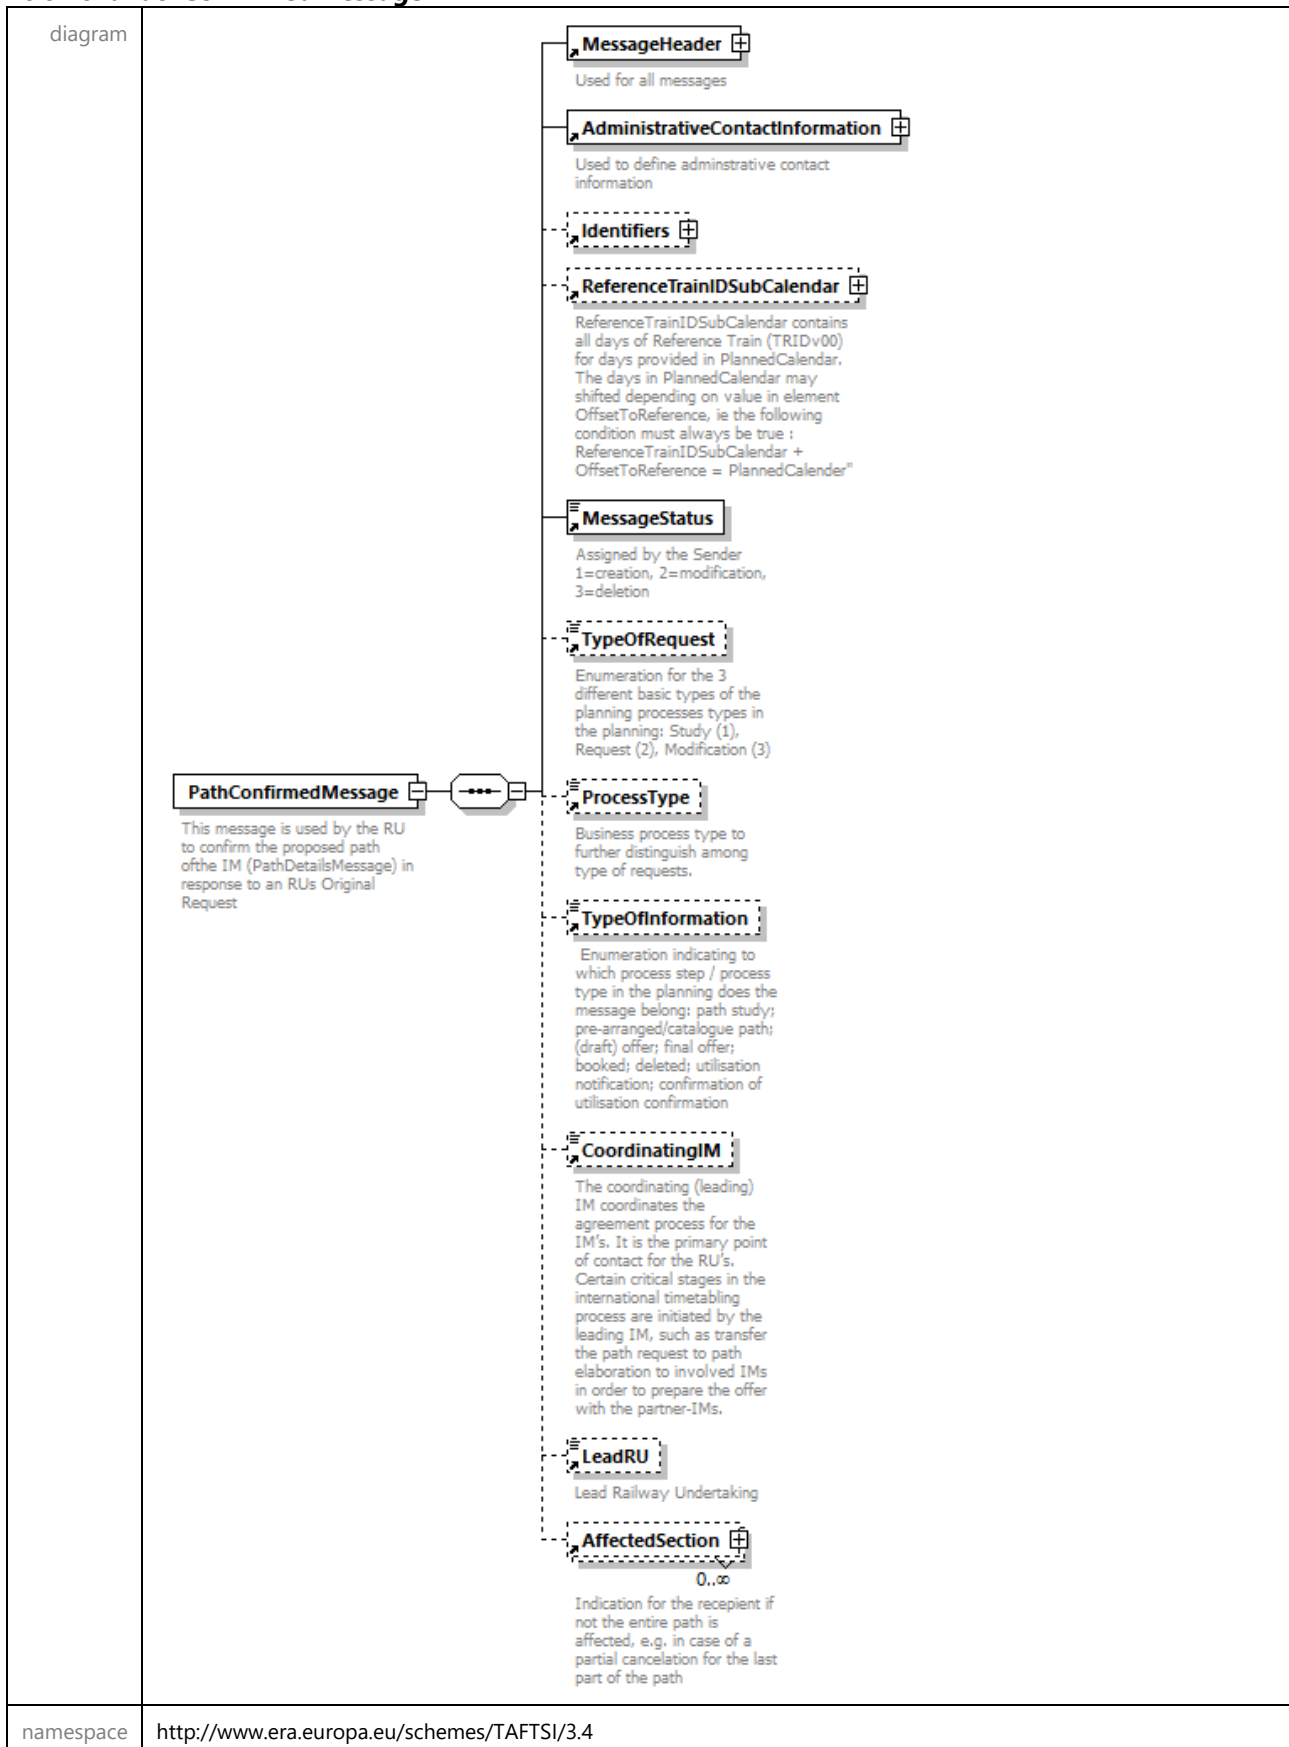 diagram
MessageHeader
Used for all messages
AdministrativeContactInformation
Used to define adminstrative contact
information
Identifiers
ReferenceTrainIDSubCalendar
ReferenceTrainIDSubCalendar contains
all days of Reference Train (TRIDv00)
for days provided in PlannedCalendar.
The days in PlannedCalendar may
shifted depending on value in element
OffsetToReference, ie the following
condition must always be true :
ReferenceTrainIDSubCalendar +
OffsetToReference = PlannedCalender"
MessageStatus
Assigned by the Sender
1=creation, 2=modification,
3=deletion
TypeOfRequest
Enumeration for the 3
different basic types of the
planning processes types in
the planning: Study (1),
Request (2), Modification (3)
PathConfirmedMessage
This message is used by the RU
to confirm the proposed path
ofthe IM (PathDetailsMessage) in
response to an RUs Original
Request
ProcessType
Business process type to
further distinguish among
type of requests.
TypeOfInformation
Enumeration indicating to
which process step / process
type in the planning does the
message belong: path study;
pre-arranged/catalogue path;
(draft) offer; final offer;
booked; deleted; utilisation
notification; confirmation of
utilisation confirmation
CoordinatingIM
The coordinating (leading)
IM coordinates the
agreement process for the
IM's. It is the primary point
of contact for the RU's.
Certain critical stages in the
international timetabling
process are initiated by the
leading IM, such as transfer
the path request to path
elaboration to involved IMs
in order to prepare the offer
with the partner-IMs.
LeadRU
Lead Railway Undertaking
AffectedSection
0..∞
Indication for the recepient if
not the entire path is
affected, e.g. in case of a
partial cancelation for the last
part of the path
namespace
http://www.era.europa.eu/schemes/TAFTSI/3.4